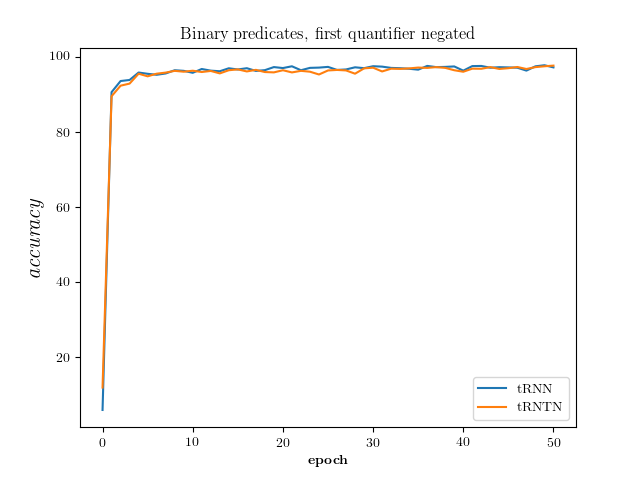 Binary predicates, first quantifier negated
100
80
60
40
20
accuracy
0 10 20 30 40 50
epoch
tRNN
tRNTN